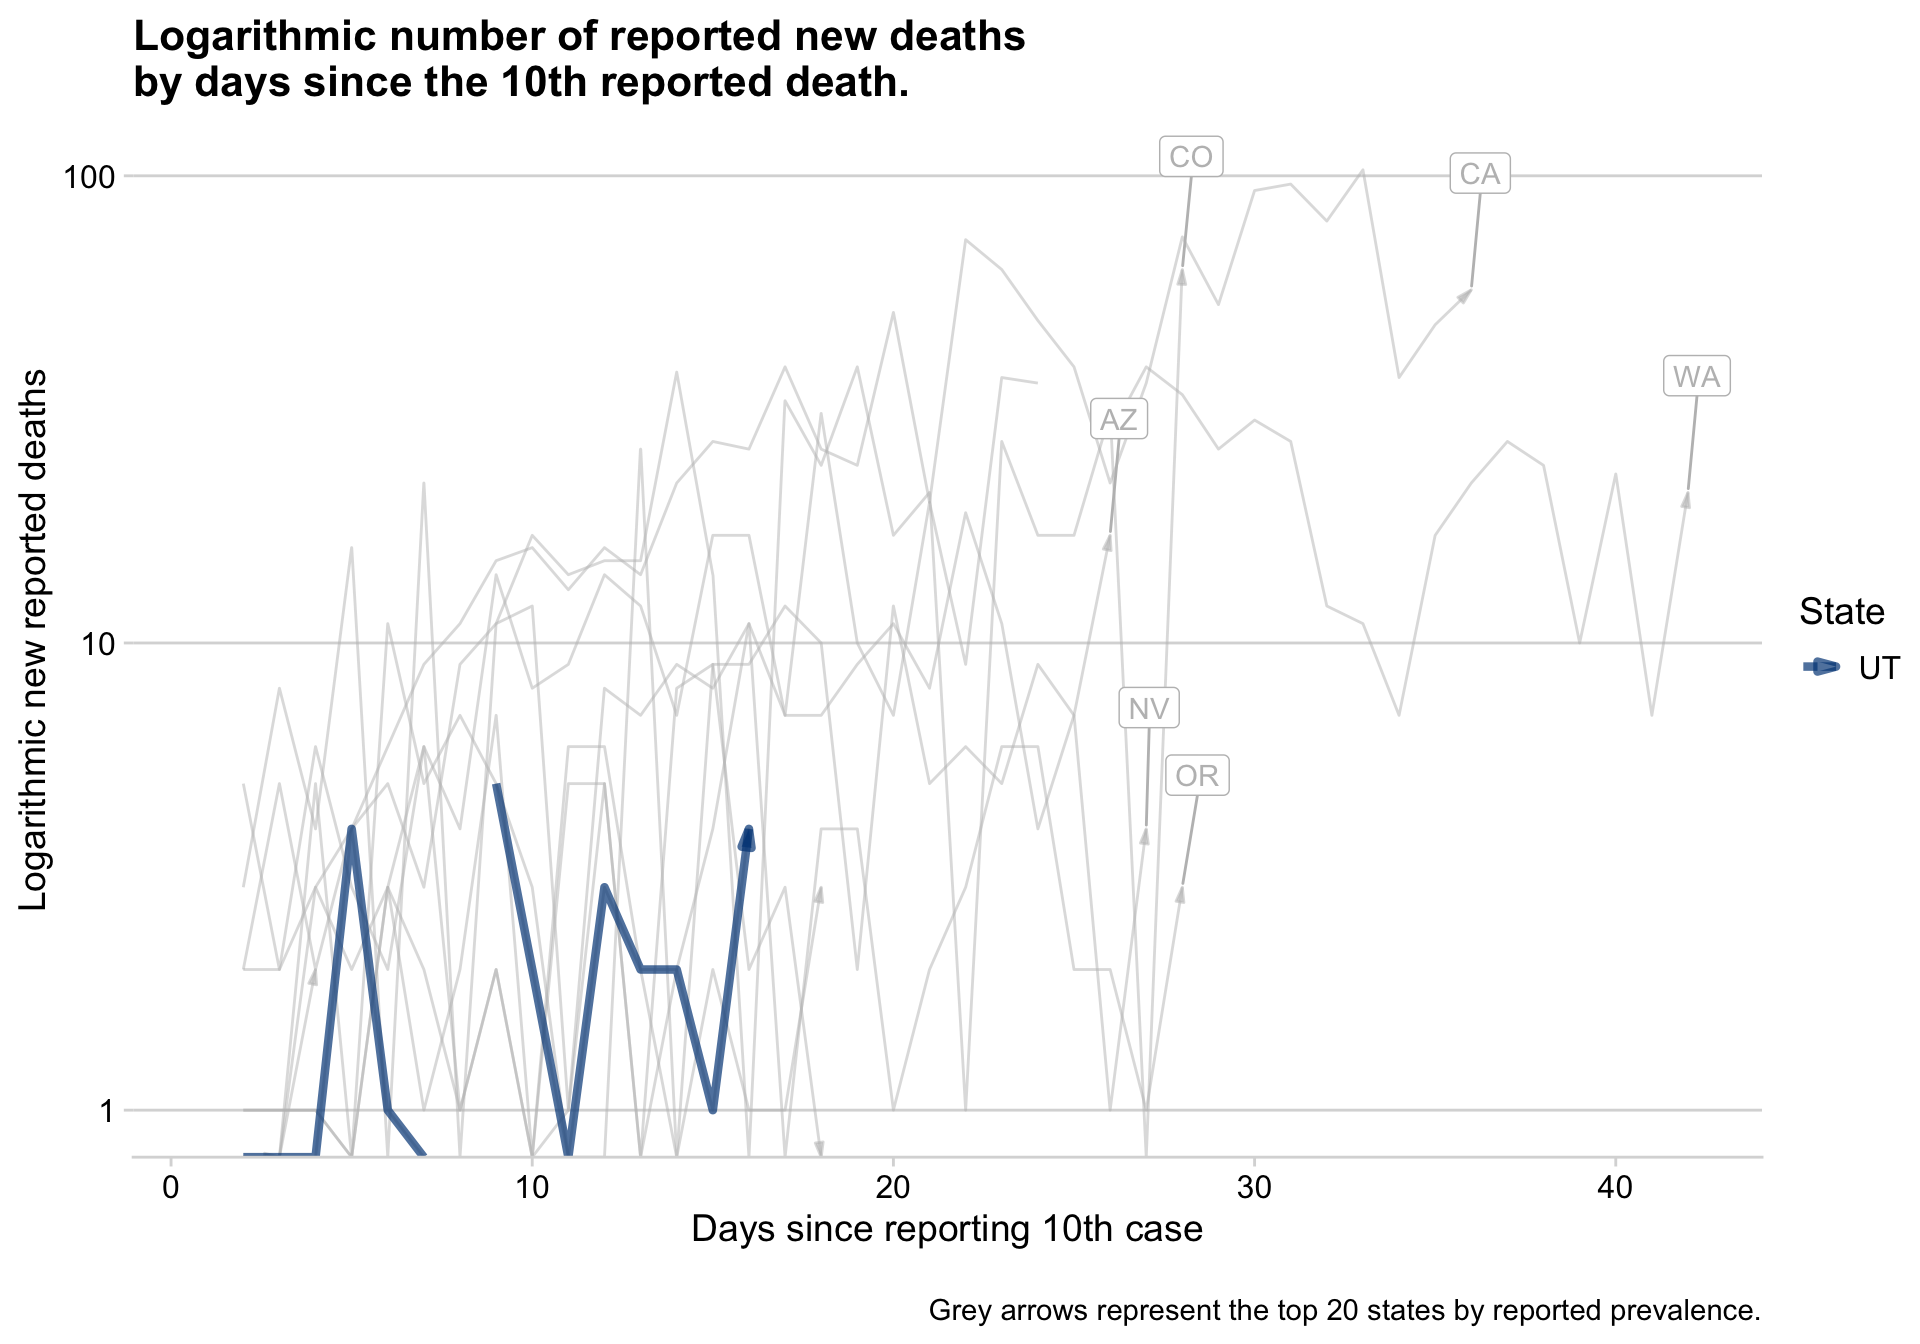 Logarithmic number of reported new deaths
by days since the 10th reported death.
CO
CA
100
WA
AZ
Logarithmic new reported deaths
State
10
UT
NV
OR
1
0 10 20 30 40
Days since reporting 10th case
Grey arrows represent the top 20 states by reported prevalence.